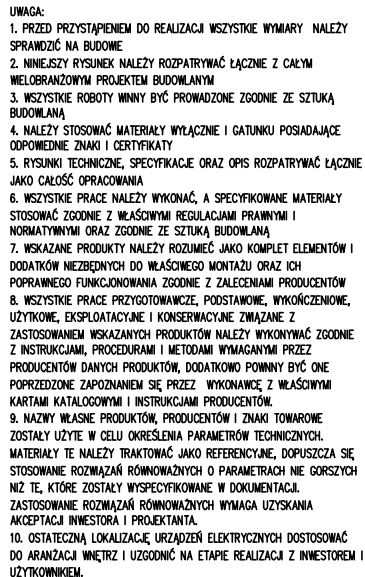 UWAGA:
1. PRZED PRZYSTĄPIENIEM DO REALIZACJI WSZYSTKIE WYMIARY NALEŻY
SPRAWDZIĆ NA BUDOWIE
2. NINIEJSZY RYSUNEK NALEŻY ROZPATRYWAĆ ŁĄCZNIE Z CAŁYM
WIELOBRANŻOWYM PROJEKTEM BUDOWLANYM
3. WSZYSTKIE ROBOTY WINNY BYĆ PROWADZONE ZGODNIE ZE SZTUKĄ
BUDOWLANĄ
4. NALEŻY STOSOWAĆ MATERIAŁY WYŁĄCZNIE I GATUNKU POSIADAJĄCE
ODPOWIEDNIE ZNAKI I CERTYFIKATY
5. RYSUNKI TECHNICZNE, SPECYFIKACJE ORAZ OPIS ROZPATRYWAĆ ŁĄCZNIE
JAKO CAŁOŚĆ OPRACOWANIA
6. WSZYSTKIE PRACE NALEŻY WYKONAĆ, A SPECYFIKOWANE MATERIAŁY
STOSOWAĆ ZGODNIE Z WŁAŚCIWYMI REGULACJAMI PRAWNYMI I
NORMATYWNYMI ORAZ ZGODNIE ZE SZTUKĄ BUDOWLANĄ
7. WSKAZANE PRODUKTY NALEŻY ROZUMIEĆ JAKO KOMPLET ELEMENTÓW I
DODATKÓW NIEZBĘDNYCH DO WŁAŚCIWEGO MONTAŻU ORAZ ICH
POPRAWNEGO FUNKCJONOWANIA ZGODNIE Z ZALECENIAMI PRODUCENTÓW
8. WSZYSTKIE PRACE PRZYGOTOWAWCZE, PODSTAWOWE, WYKOŃCZENIOWE,
UŻYTKOWE, EKSPLOATACYJNE I KONSERWACYJNE ZWIĄZANE Z
ZASTOSOWANIEM WSKAZANYCH PRODUKTÓW NALEŻY WYKONYWAĆ ZGODNIE
Z INSTRUKCJAMI, PROCEDURAMI I METODAMI WYMAGANYMI PRZEZ
PRODUCENTÓW DANYCH PRODUKTÓW, DODATKOWO POWINNY BYĆ ONE
POPRZEDZONE ZAPOZNANIEM SIĘ PRZEZ WYKONAWCĘ Z WŁAŚCIWYMI
KARTAMI KATALOGOWYMI I INSTRUKCJAMI PRODUCENTÓW.
9. NAZWY WŁASNE PRODUKTÓW, PRODUCENTÓW I ZNAKI TOWAROWE
ZOSTAŁY UŻYTE W CELU OKREŚLENIA PARAMETRÓW TECHNICZNYCH.
MATERIAŁY TE NALEŻY TRAKTOWAĆ JAKO REFERENCYJNE, DOPUSZCZA SIĘ
STOSOWANIE ROZWIĄZAŃ RÓWNOWAŻNYCH O PARAMETRACH NIE GORSZYCH
NIŻ TE, KTÓRE ZOSTAŁY WYSPECYFIKOWANE W DOKUMENTACJI.
ZASTOSOWANIE ROZWIĄZAŃ RÓWNOWAŻNYCH WYMAGA UZYSKANIA
AKCEPTACJI INWESTORA I PROJEKTANTA.
10. OSTATECZNĄ LOKALIZACJĘ URZĄDZEŃ ELEKTRYCZNYCH DOSTOSOWAĆ
DO ARANŻACJI WNĘTRZ I UZGODNIĆ NA ETAPIE REALIZACJI Z INWESTOREM I
UŻYTKOWNIKIEM.